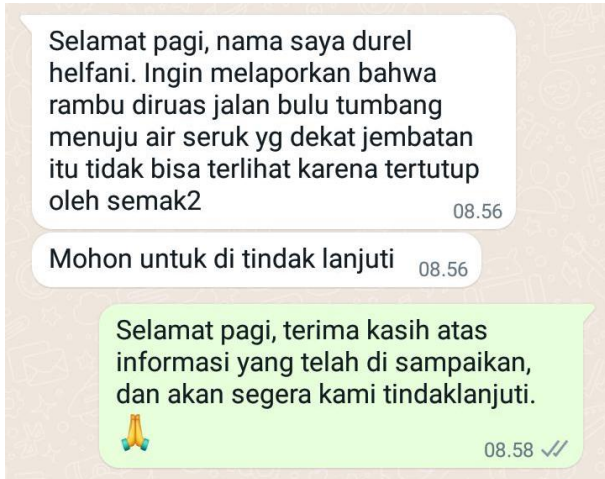 Selamat pagi, nama saya durel
helfani. Ingin melaporkan bahwa
rambu diruas jalan bulu tumbang
menuju air seruk yg dekat jembatan
itu tidak bisa terlihat karena tertutup
oleh semak2
08.56
Mohon untuk di tindak lanjuti 08.56
Selamat pagi, terima kasih atas
informasi yang telah di sampaikan,
dan akan segera kami tindaklanjuti.
🙏
08.58